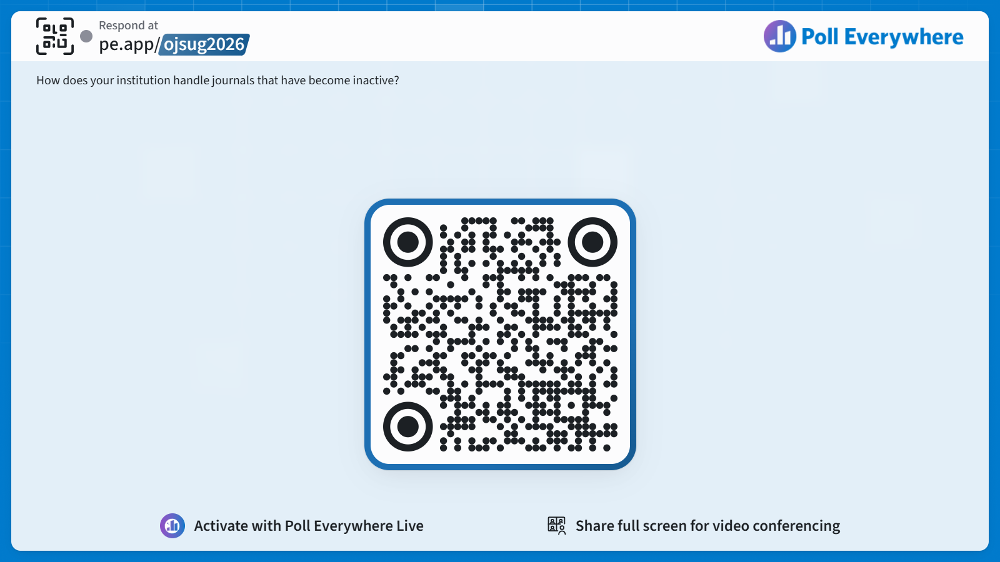 Respond at
pe.app/ojsug2026
Poll Everywhere
How does your institution handle journals that have become inactive?
Activate with Poll Everywhere Live
Share full screen for video conferencing